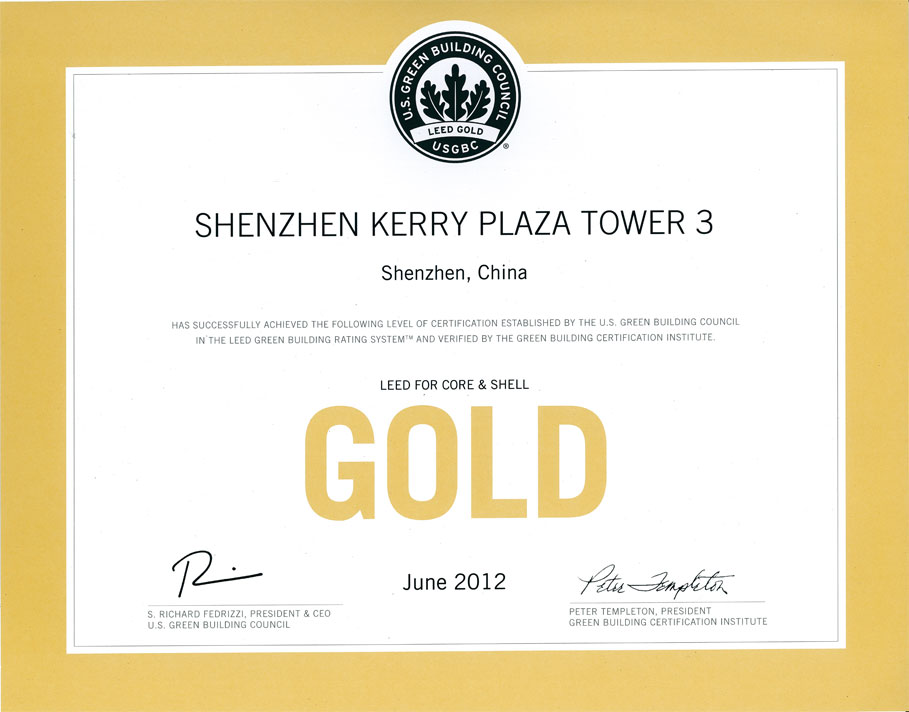 U.S. GREEN BUILDING COUNCIL
LEED GOLD
USGBC
®
SHENZHEN KERRY PLAZA TOWER 3
Shenzhen, China
HAS SUCCESSFULLY ACHIEVED THE FOLLOWING LEVEL OF CERTIFICATION ESTABLISHED BY THE U.S. GREEN BUILDING COUNCIL
IN THE LEED GREEN BUILDING RATING SYSTEM™ AND VERIFIED BY THE GREEN BUILDING CERTIFICATION INSTITUTE.
LEED FOR CORE & SHELL
GOLD
June 2012
Peter Templeton
S. RICHARD FEDRIZZI, PRESIDENT & CEO
U.S. GREEN BUILDING COUNCIL
PETER TEMPLETON, PRESIDENT
GREEN BUILDING CERTIFICATION INSTITUTE